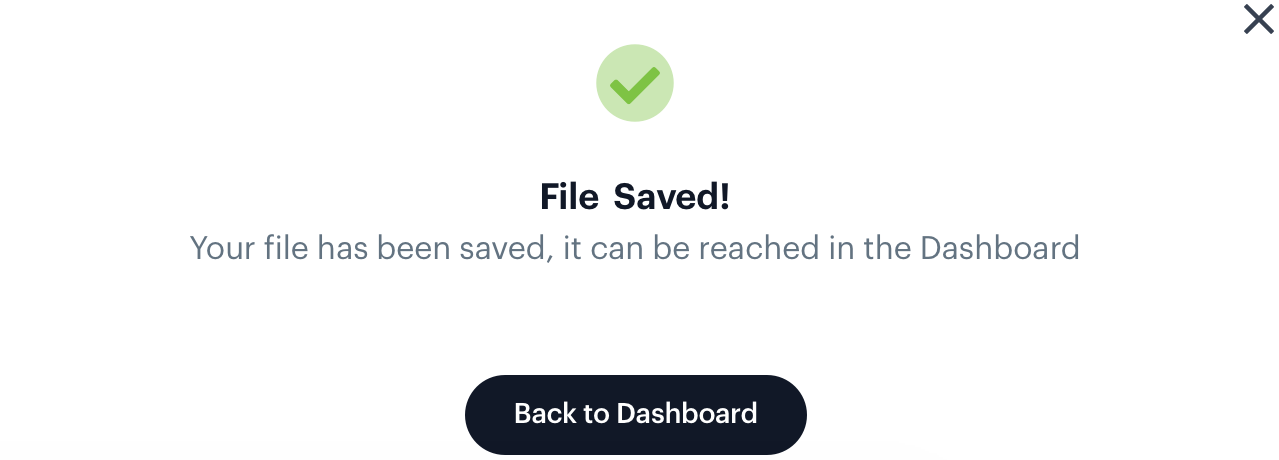 File Saved!
Your file has been saved, it can be reached in the Dashboard
Back to Dashboard